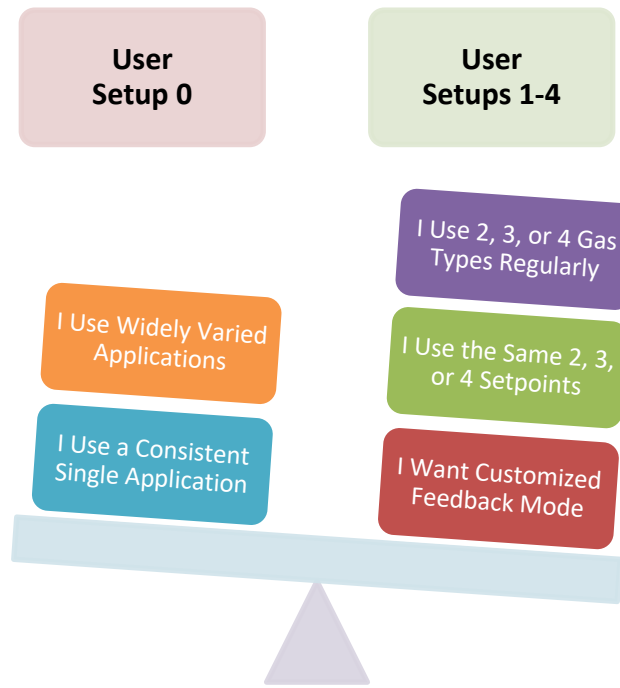 User
Setup 0
User
Setups 1-4
I Use 2, 3, or 4 Gas
Types Regularly
I Use Widely Varied
Applications
I Use the Same 2, 3,
or 4 Setpoints
I Use a Consistent
Single Application
I Want Customized
Feedback Mode